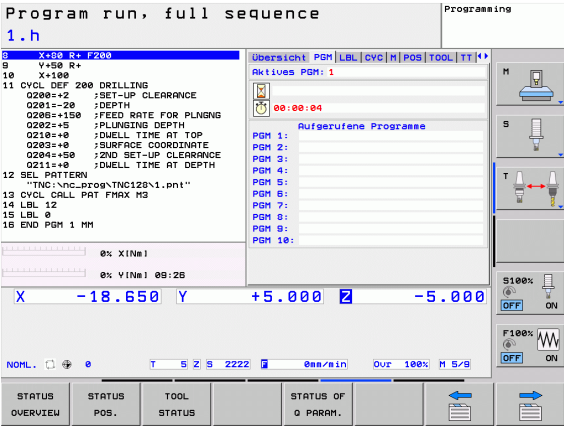 Program run, full sequence
Programming
1.h
8 X+80 R+ F200
9 Y+50 R+
10 X+100
11 CYCL DEF 200 DRILLING
Q200=+2 ;SET-UP CLEARANCE
Q201=-20 ;DEPTH
Q206=+150 ;FEED RATE FOR PLNGNG
Q202=+5 ;PLUNGING DEPTH
Q210=+0 ;DWELL TIME AT TOP
Q203=+0 ;SURFACE COORDINATE
Q204=+50 ;2ND SET-UP CLEARANCE
Q211=+0 ;DWELL TIME AT DEPTH
12 SEL PATTERN
"TNC:\nc_prog\TNC128\1.pnt"
13 CYCL CALL PAT FMAX M3
14 LBL 12
15 LBL 0
16 END PGM 1 MM
0% X[Nm]
0% Y[Nm] 09:26
Übersicht PGM LBL CYC M POS TOOL TT
Aktives PGM: 1
00:00:04
Aufgerufene Programme
PGM 1:
PGM 2:
PGM 3:
PGM 4:
PGM 5:
PGM 6:
PGM 7:
PGM 8:
PGM 9:
PGM 10:
M
S
T
S100%
OFF ON
F100%
OFF ON
X -18.650 Y +5.000 Z -5.000
NOML. 0 T 5 Z S 2222 F 0mm/min Ovr 100% M 5/9
STATUS OVERVIEW
STATUS POS.
TOOL STATUS
STATUS OF Q PARAM.